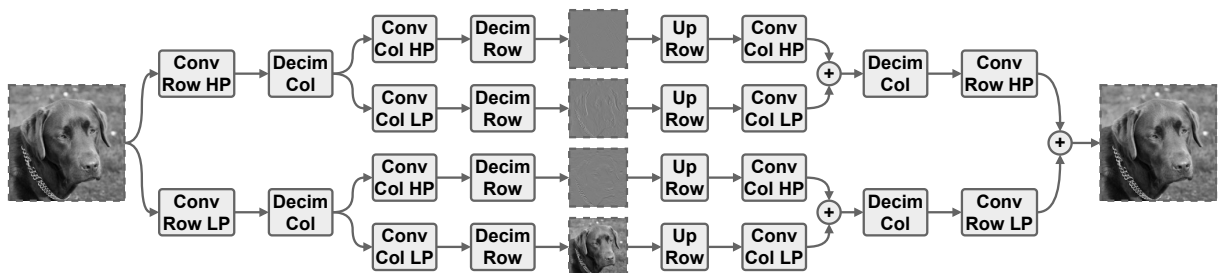 Conv
Row HP
Decim
Col
Conv
Col HP
Decim
Row
Up
Row
Conv
Col HP
Conv
Col LP
Decim
Row
Up
Row
Conv
Col LP
+
Decim
Col
Conv
Row HP
Conv
Row LP
Decim
Col
Conv
Col HP
Decim
Row
Up
Row
Conv
Col HP
Conv
Col LP
Decim
Row
Up
Row
Conv
Col LP
+
Decim
Col
Conv
Row LP
+